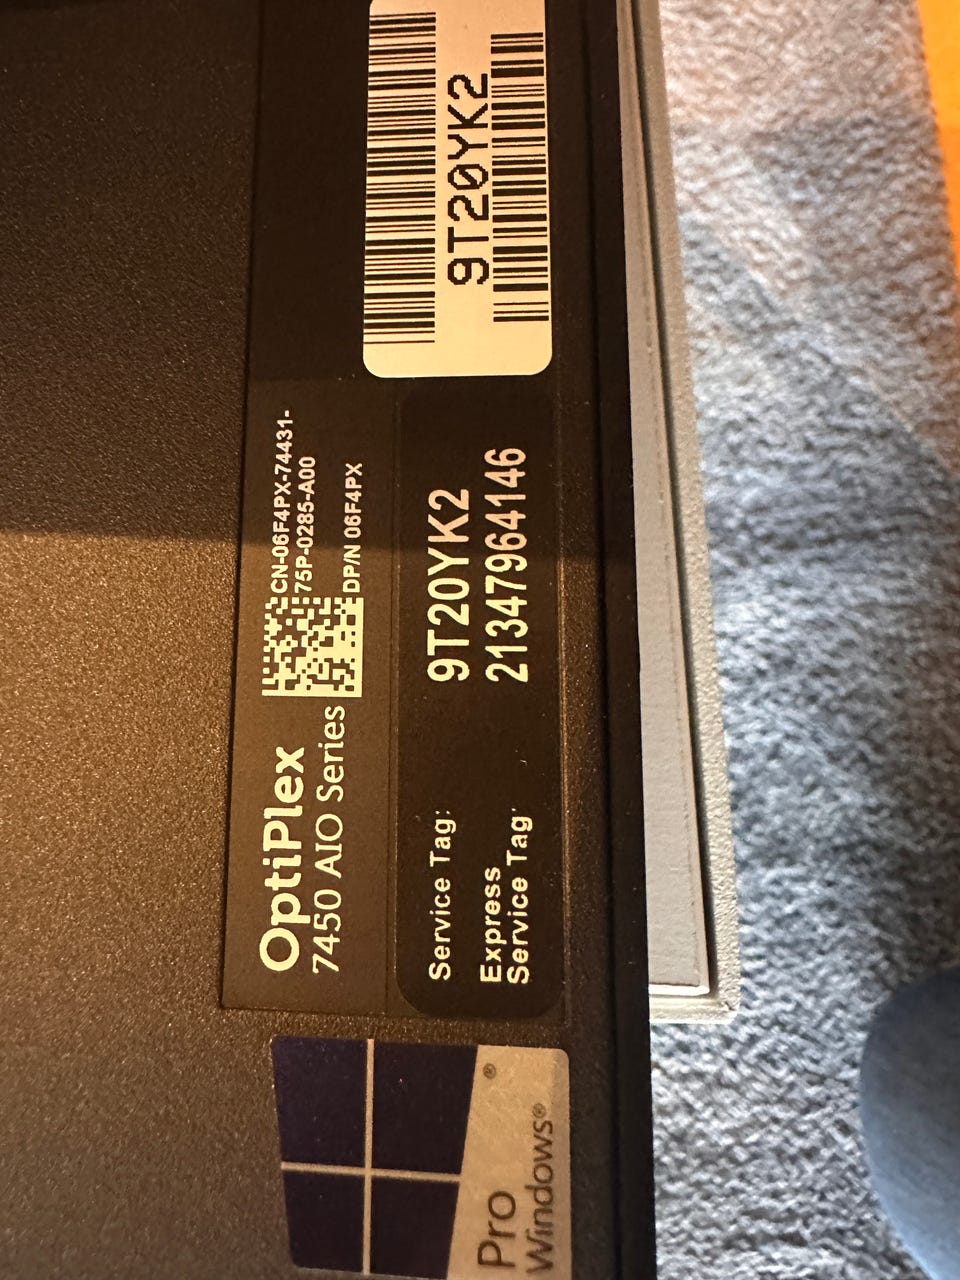 OptiPlex
7450 AIO Series
CN-06F4PX-74431-
75P-0285-A00
DP/N 06F4PX
Service Tag: 9T20YK2
Express
Service Tag: 21347964146
9T20YK2
Pro
Windows®
®